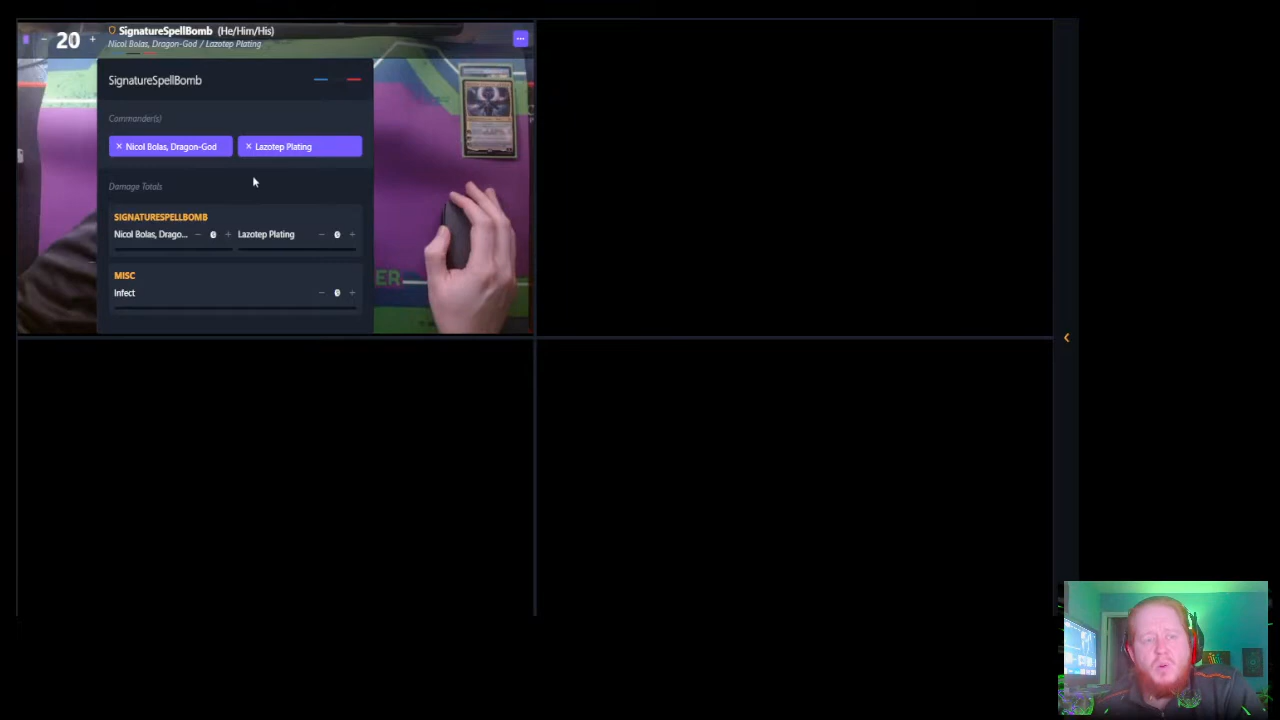 20
SignatureSpellBomb (He/Him/His)
Nicol Bolas, Dragon-God / Lazotep Plating
SignatureSpellBomb
Commander(s)
× Nicol Bolas, Dragon-God
× Lazotep Plating
Damage Totals
SIGNATURESPELLBOMB
Nicol Bolas, Drago... − 0 + Lazotep Plating − 0 +
MISC
Infect − 0 +
ER